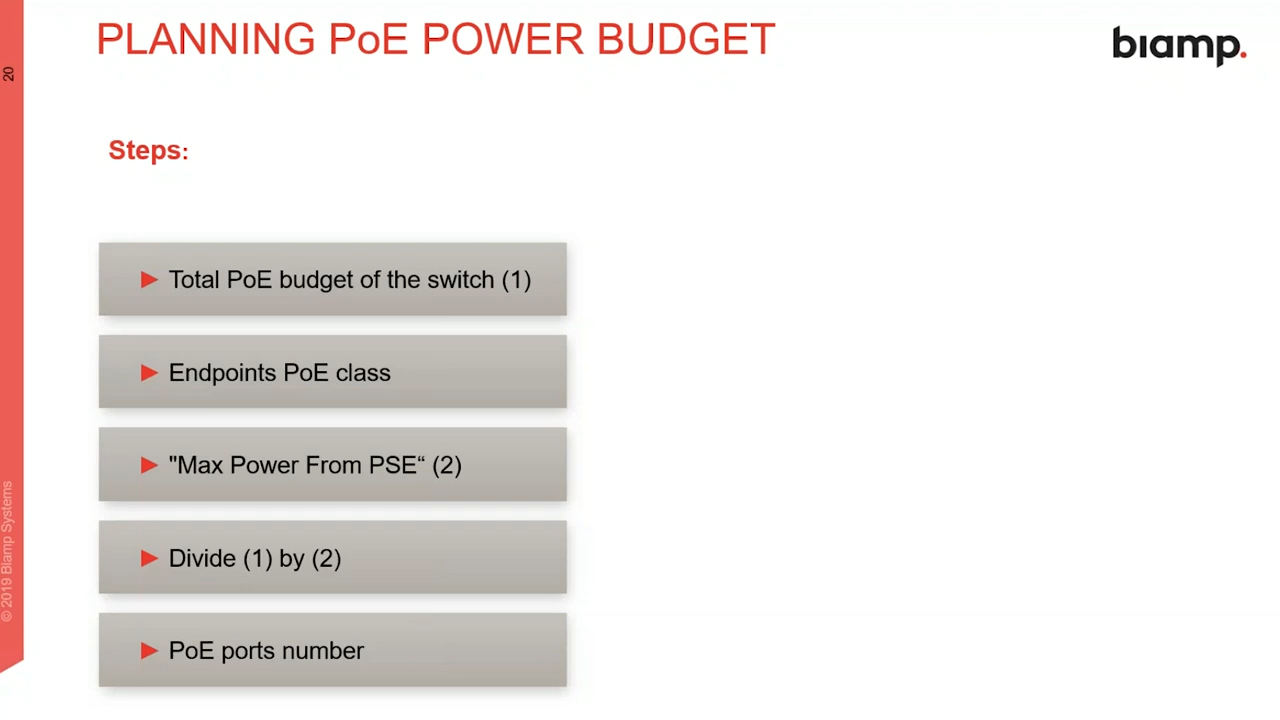 PLANNING PoE POWER BUDGET
biamp.
20
Steps:
Total PoE budget of the switch (1)
Endpoints PoE class
"Max Power From PSE“ (2)
Divide (1) by (2)
PoE ports number
© 2019 Biamp Systems